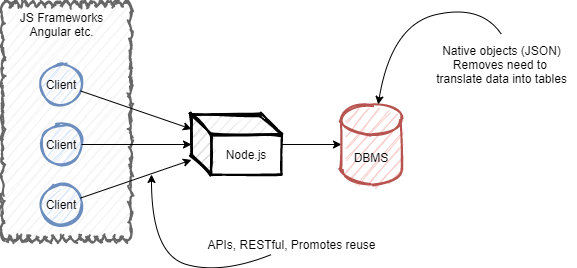 JS Frameworks
Angular etc.
Client
Client
Client
Node.js
DBMS
Native objects (JSON)
Removes need to
translate data into tables
APIs, RESTful, Promotes reuse